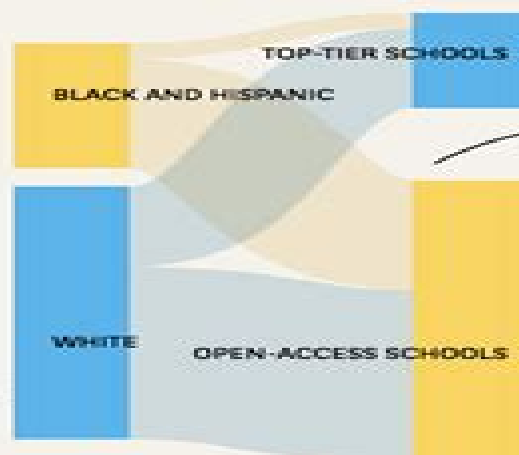 TOP-TIER SCHOOLS
BLACK AND HISPANIC
WHITE
OPEN-ACCESS SCHOOLS